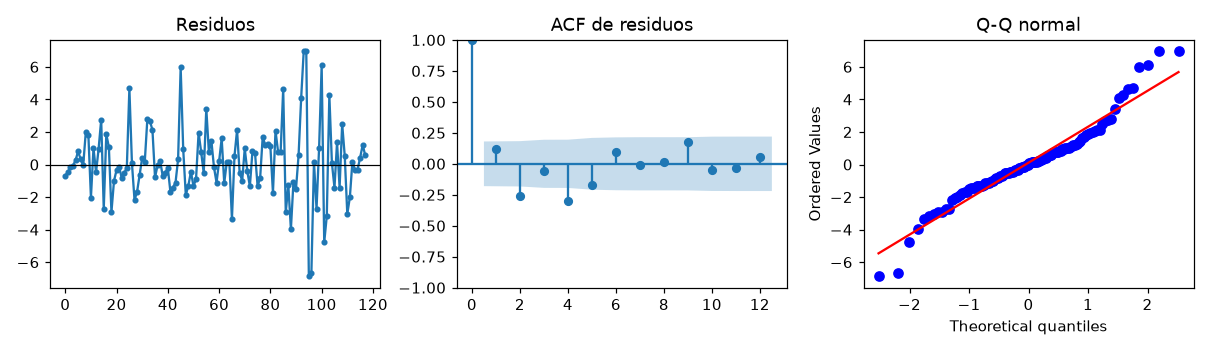 Residuos
6
4
2
0
−2
−4
−6
0 20 40 60 80 100 120
ACF de residuos
1.00
0.75
0.50
0.25
0.00
−0.25
−0.50
−0.75
−1.00
0 2 4 6 8 10 12
Q-Q normal
Ordered Values
6
4
2
0
−2
−4
−6
−2 −1 0 1 2
Theoretical quantiles